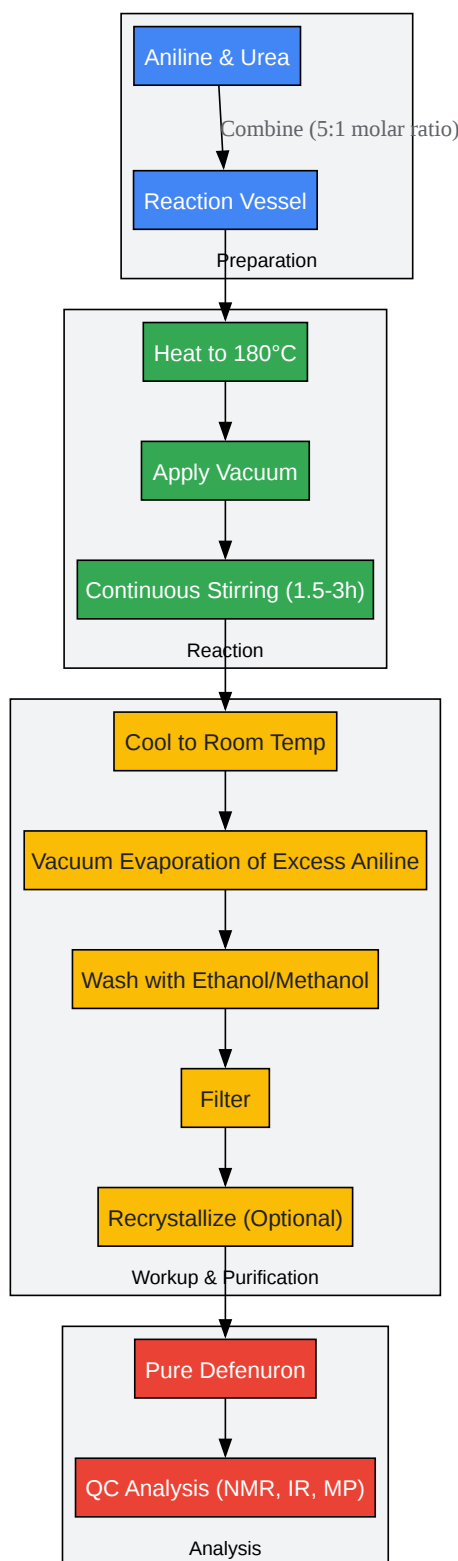 Aniline & Urea
Combine (5:1 molar ratio)
Reaction Vessel
Preparation
Heat to 180°C
Apply Vacuum
Continuous Stirring (1.5-3h)
Reaction
Cool to Room Temp
Vacuum Evaporation of Excess Aniline
Wash with Ethanol/Methanol
Filter
Recrystallize (Optional)
Workup & Purification
Pure Defenuron
QC Analysis (NMR, IR, MP)
Analysis